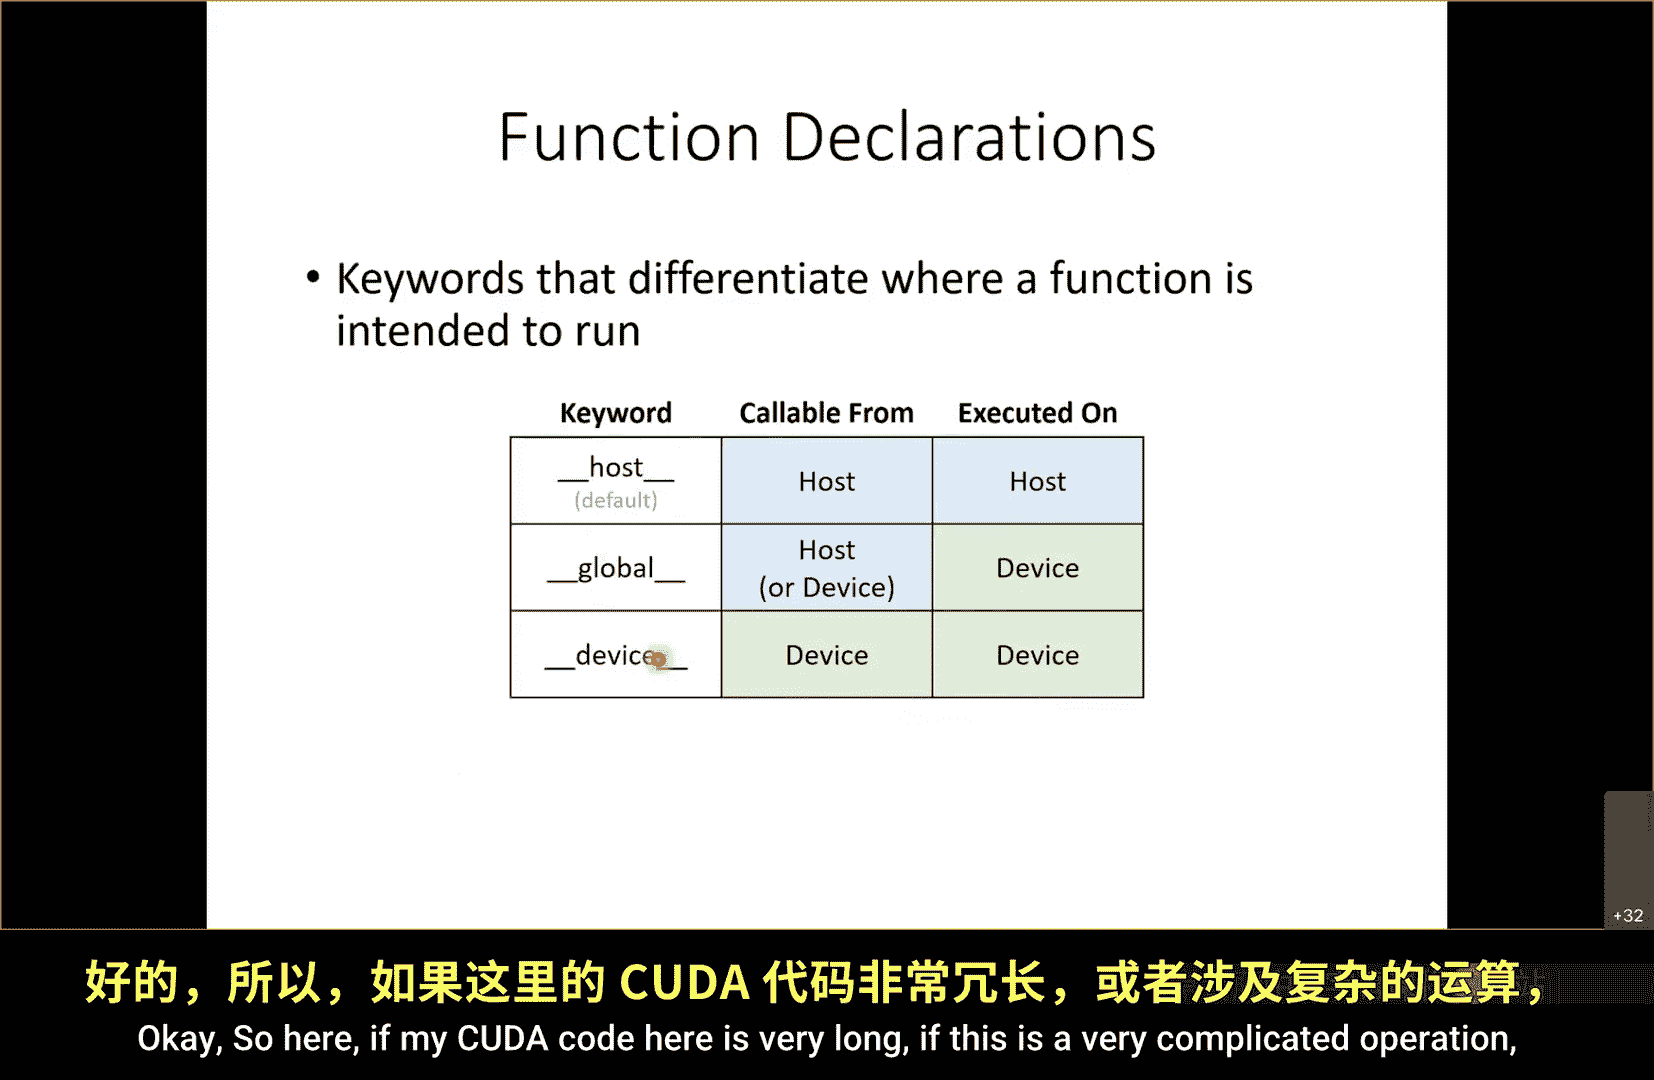 Function Declarations
• Keywords that differentiate where a function is
intended to run
Keyword Callable From Executed On
__host__
(default)
Host
Host
__global__
Host
(or Device)
Device
__device__
Device
Device
+32
好的，所以，如果这里的 CUDA 代码非常冗长，或者涉及复杂的运算，
Okay, So here, if my CUDA code here is very long, if this is a very complicated operation,